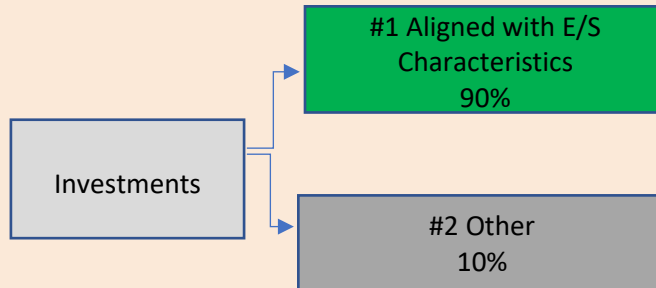 #1 Aligned with E/S
Characteristics
90%
Investments
#2 Other
10%